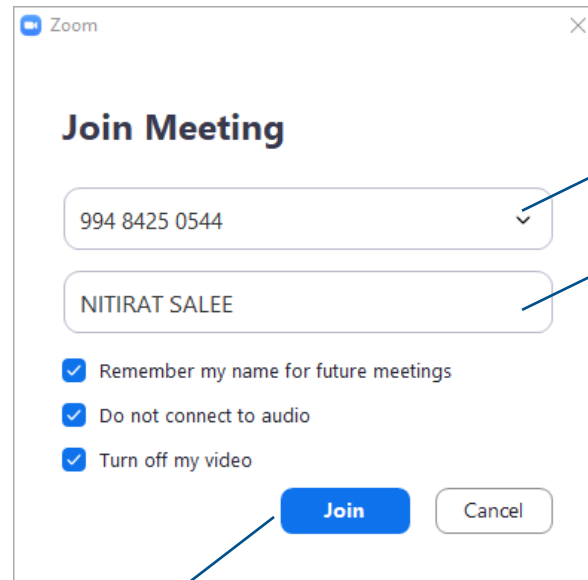 Zoom
Join Meeting
994 8425 0544
NITIRAT SALEE
Remember my name for future meetings
Do not connect to audio
Turn off my video
Join Cancel